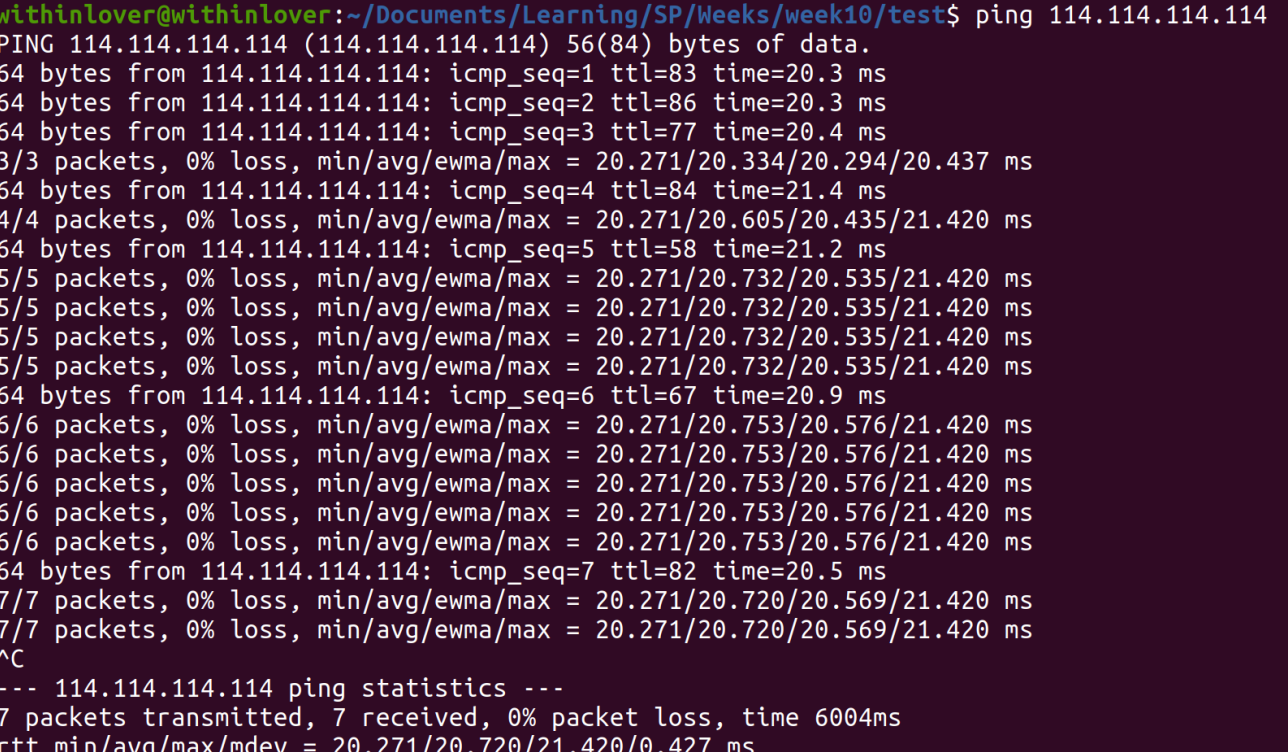 withinlover@withinlover:~/Documents/Learning/SP/Weeks/week10/test$ ping 114.114.114.114
PING 114.114.114.114 (114.114.114.114) 56(84) bytes of data.
64 bytes from 114.114.114.114: icmp_seq=1 ttl=83 time=20.3 ms
64 bytes from 114.114.114.114: icmp_seq=2 ttl=86 time=20.3 ms
64 bytes from 114.114.114.114: icmp_seq=3 ttl=77 time=20.4 ms
3/3 packets, 0% loss, min/avg/ewma/max = 20.271/20.334/20.294/20.437 ms
64 bytes from 114.114.114.114: icmp_seq=4 ttl=84 time=21.4 ms
4/4 packets, 0% loss, min/avg/ewma/max = 20.271/20.605/20.435/21.420 ms
64 bytes from 114.114.114.114: icmp_seq=5 ttl=58 time=21.2 ms
5/5 packets, 0% loss, min/avg/ewma/max = 20.271/20.732/20.535/21.420 ms
5/5 packets, 0% loss, min/avg/ewma/max = 20.271/20.732/20.535/21.420 ms
5/5 packets, 0% loss, min/avg/ewma/max = 20.271/20.732/20.535/21.420 ms
5/5 packets, 0% loss, min/avg/ewma/max = 20.271/20.732/20.535/21.420 ms
64 bytes from 114.114.114.114: icmp_seq=6 ttl=67 time=20.9 ms
6/6 packets, 0% loss, min/avg/ewma/max = 20.271/20.753/20.576/21.420 ms
6/6 packets, 0% loss, min/avg/ewma/max = 20.271/20.753/20.576/21.420 ms
6/6 packets, 0% loss, min/avg/ewma/max = 20.271/20.753/20.576/21.420 ms
6/6 packets, 0% loss, min/avg/ewma/max = 20.271/20.753/20.576/21.420 ms
6/6 packets, 0% loss, min/avg/ewma/max = 20.271/20.753/20.576/21.420 ms
64 bytes from 114.114.114.114: icmp_seq=7 ttl=82 time=20.5 ms
7/7 packets, 0% loss, min/avg/ewma/max = 20.271/20.720/20.569/21.420 ms
7/7 packets, 0% loss, min/avg/ewma/max = 20.271/20.720/20.569/21.420 ms
^C
--- 114.114.114.114 ping statistics ---
7 packets transmitted, 7 received, 0% packet loss, time 6004ms
rtt min/avg/max/mdev = 20.271/20.720/21.420/0.427 ms